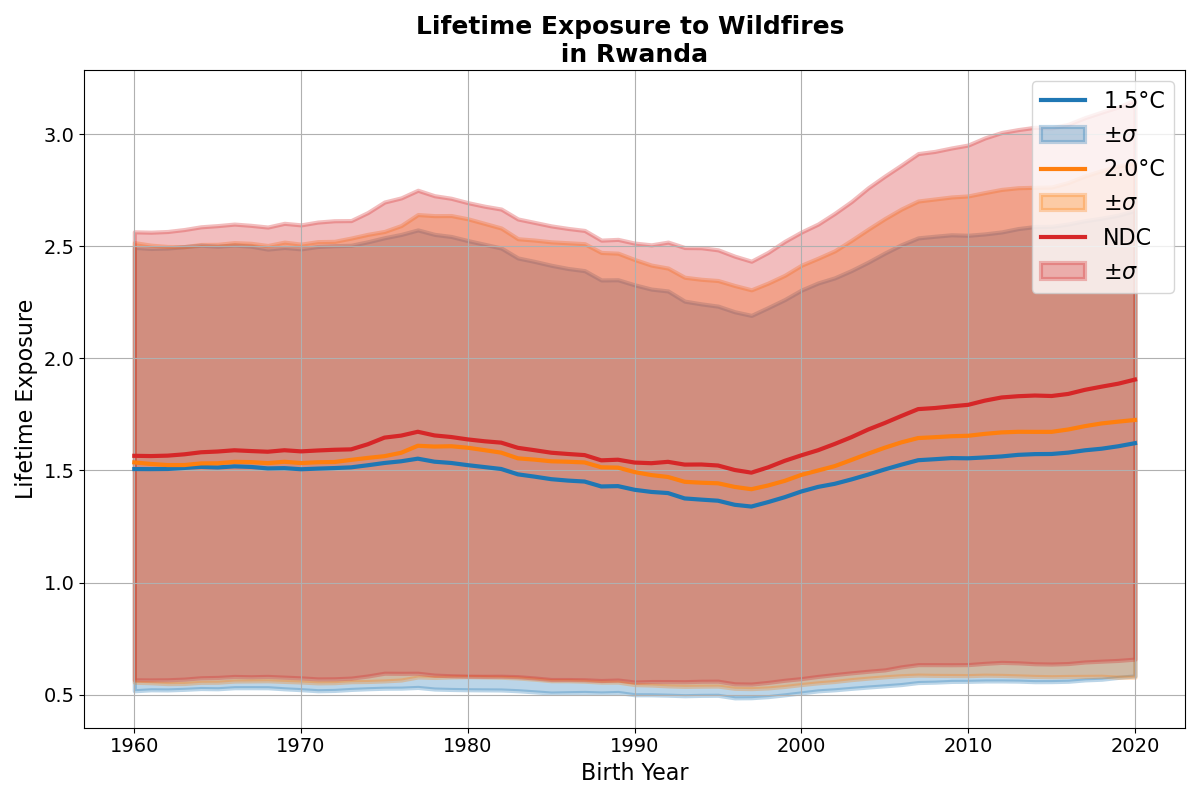 Lifetime Exposure to Wildfires
in Rwanda
Lifetime Exposure
3.0
2.5
2.0
1.5
1.0
0.5
1960
1970
1980
1990
2000
2010
2020
Birth Year
1.5°C
±σ
2.0°C
±σ
NDC
±σ